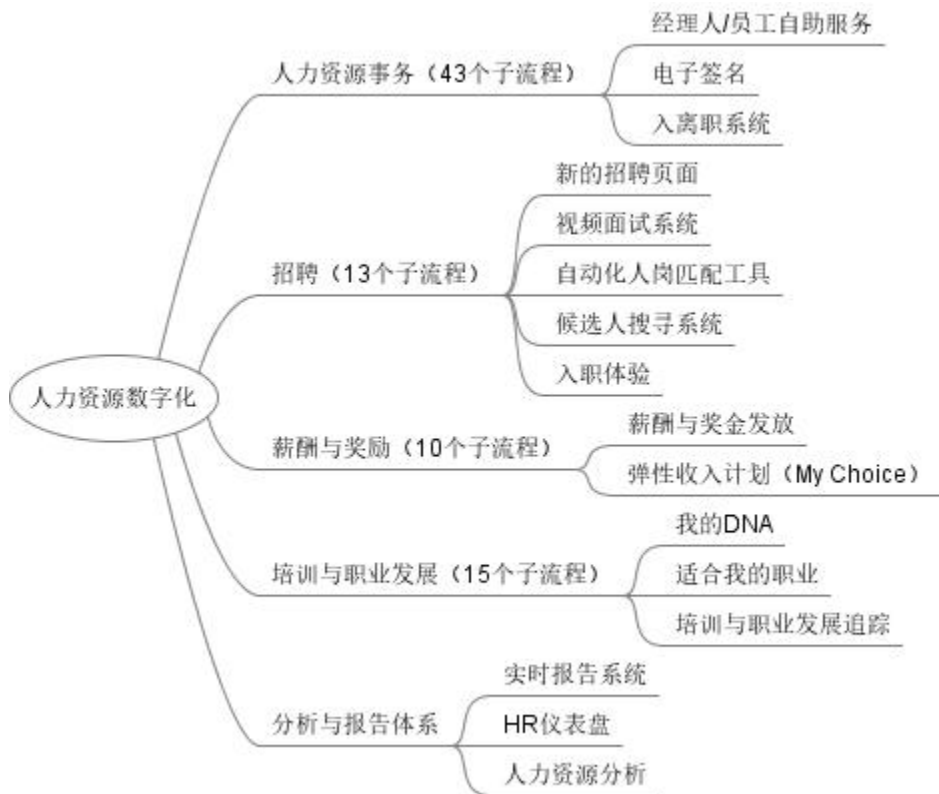 人力资源数字化
人力资源事务（43个子流程）
经理人/员工自助服务
电子签名
入离职系统
招聘（13个子流程）
新的招聘页面
视频面试系统
自动化人岗匹配工具
候选人搜寻系统
入职体验
薪酬与奖励（10个子流程）
薪酬与奖金发放
弹性收入计划（My Choice）
培训与职业发展（15个子流程）
我的DNA
适合我的职业
培训与职业发展追踪
分析与报告体系
实时报告系统
HR仪表盘
人力资源分析